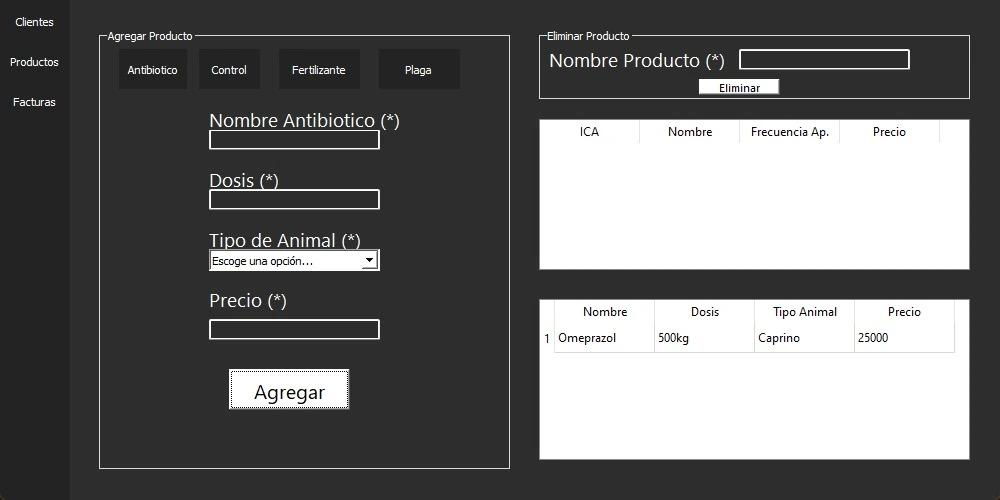 Clientes
Productos
Facturas
Agregar Producto
Antibiotico Control Fertilizante Plaga
Nombre Antibiotico (*)
Dosis (*)
Tipo de Animal (*)
Escoge una opción...
Precio (*)
Agregar
Eliminar Producto
Nombre Producto (*)
Eliminar
ICA Nombre Frecuencia Ap. Precio
Nombre Dosis Tipo Animal Precio
1 Omeprazol 500kg Caprino 25000